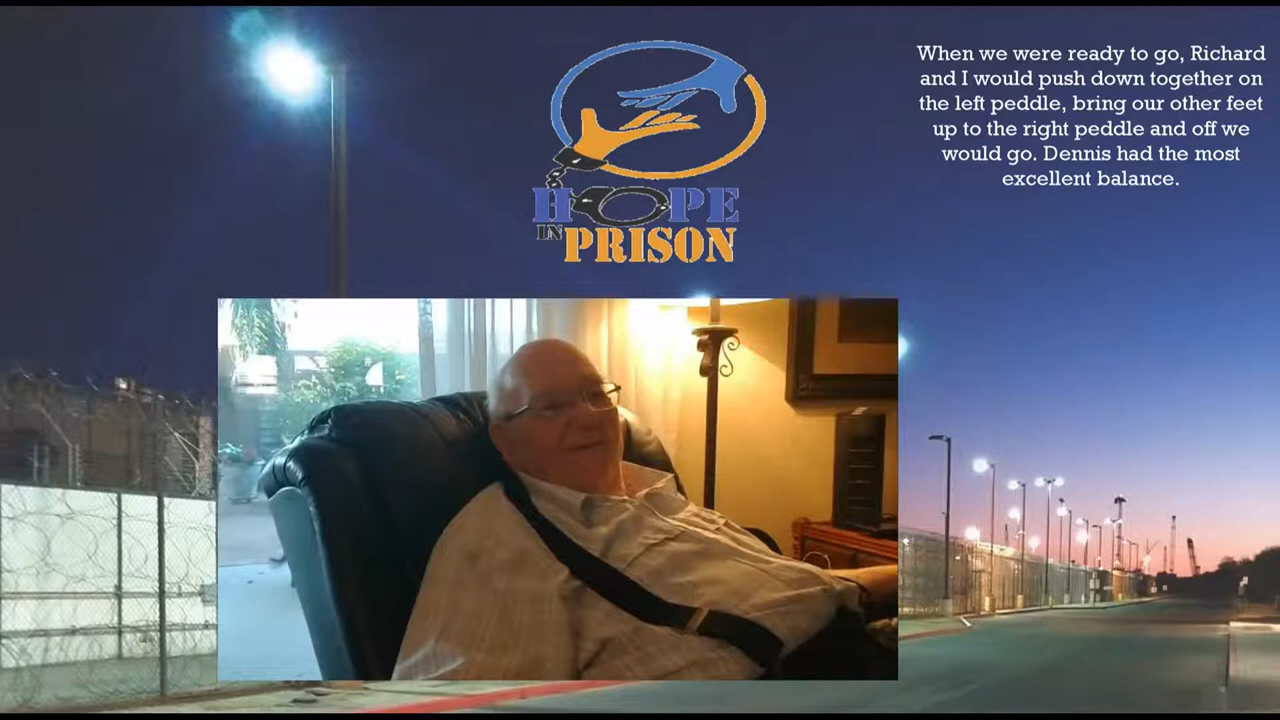 HOPE
IN PRISON
When we were ready to go, Richard
and I would push down together on
the left peddle, bring our other feet
up to the right peddle and off we
would go. Dennis had the most
excellent balance.